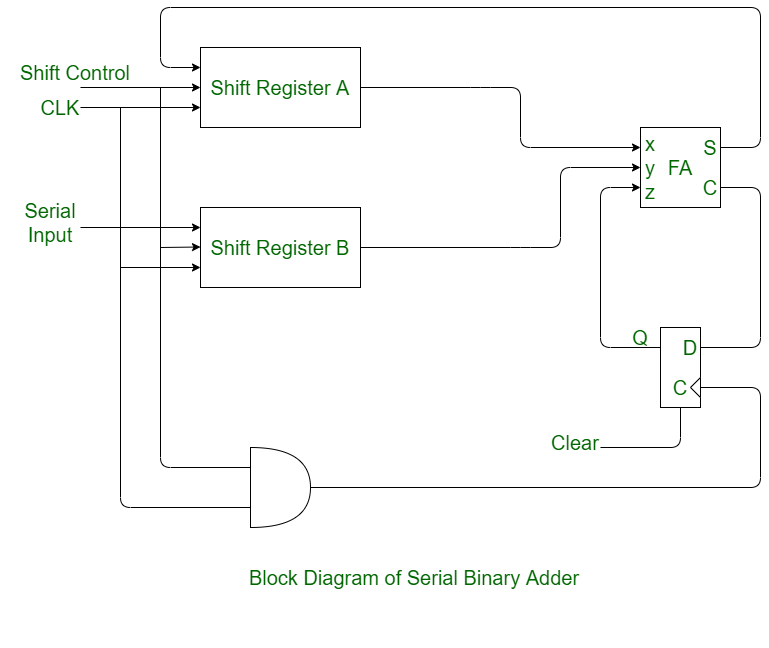 Shift Control
CLK
Shift Register A
x
y
z
FA
S
C
Serial
Input
Shift Register B
Q
D
C
Clear
Block Diagram of Serial Binary Adder